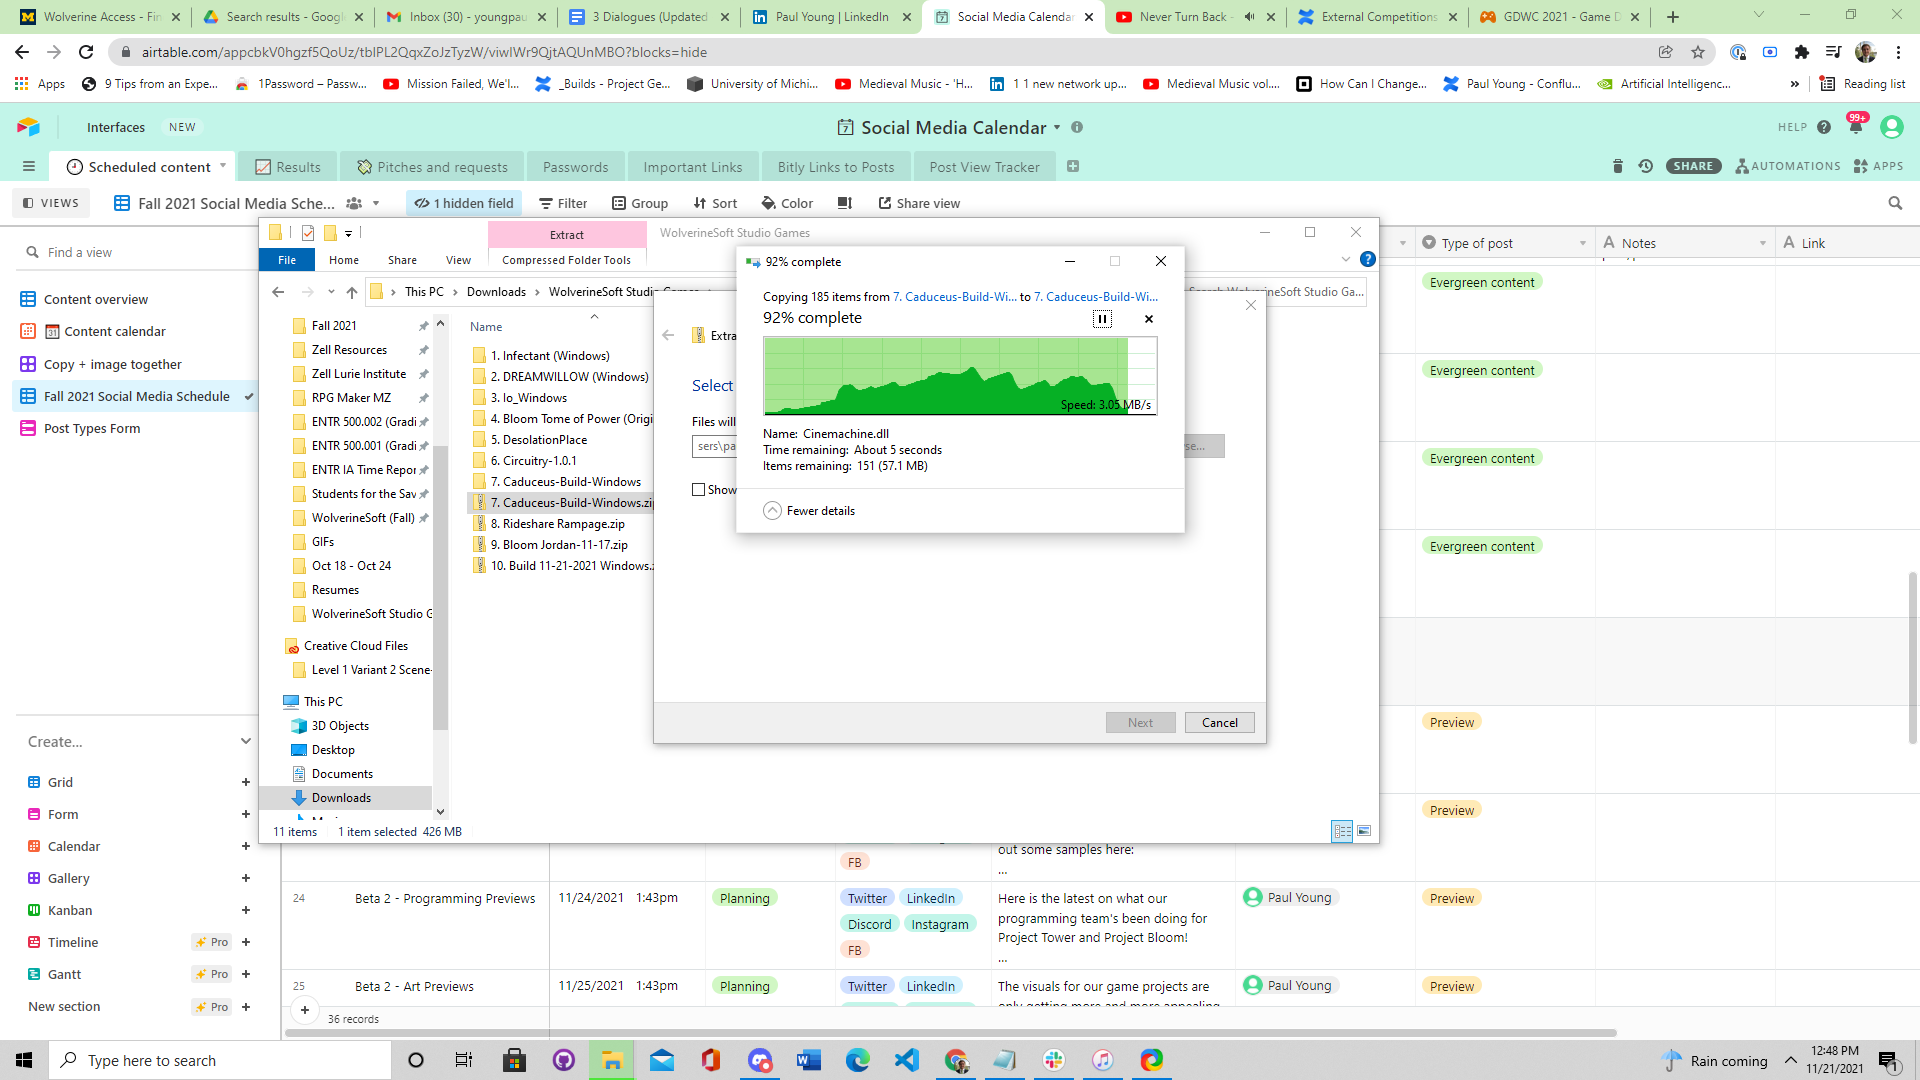 Wolverine Access - Fin
Search results - Googl
Inbox (30) - youngpau
3 Dialogues (Updated
Paul Young | LinkedIn
Social Media Calendar
Never Turn Back -
External Competitions
GDWC 2021 - Game D
airtable.com/appcbkV0hgzf5QoUz/tblPL2QqxZoJzTyzW/viwIWr9QjtAQUnMBO?blocks=hide
Apps
9 Tips from an Expe...
1Password – Passw...
Mission Failed, We'l...
_Builds - Project Ge...
University of Michi...
Medieval Music - 'H...
1 1 new network up...
Medieval Music vol....
How Can I Change...
Paul Young - Conflu...
Artificial Intelligenc...
»
Reading list
Interfaces
NEW
Social Media Calendar
HELP
99+
Scheduled content
Results
Pitches and requests
Passwords
Important Links
Bitly Links to Posts
Post View Tracker
SHARE
AUTOMATIONS
APPS
VIEWS
Fall 2021 Social Media Sche...
1 hidden field
Filter
Group
Sort
Color
Share view
Find a view
Content overview
Content calendar
Copy + image together
Fall 2021 Social Media Schedule
Post Types Form
Create...
Grid
Form
Calendar
Gallery
Kanban
Timeline
Pro
Gantt
Pro
New section
Pro
Extract
WolverineSoft Studio Games
File
Home
Share
View
Compressed Folder Tools
This PC
Downloads
WolverineSoft Studio Games
Search WolverineSoft Studio Ga...
Fall 2021
Zell Resources
Zell Lurie Institute
RPG Maker MZ
ENTR 500.002 (Gradi
ENTR 500.001 (Gradi
ENTR IA Time Repor
Students for the Sav
WolverineSoft (Fall)
GIFs
Oct 18 - Oct 24
Resumes
WolverineSoft Studio G
Creative Cloud Files
Level 1 Variant 2 Scene-
This PC
3D Objects
Desktop
Documents
Downloads
Name
1. Infectant (Windows)
2. DREAMWILLOW (Windows)
3. Io_Windows
4. Bloom Tome of Power (Origi
5. DesolationPlace
6. Circuitry-1.0.1
7. Caduceus-Build-Windows
7. Caduceus-Build-Windows.zip
8. Rideshare Rampage.zip
9. Bloom Jordan-11-17.zip
10. Build 11-21-2021 Windows.z
11 items
1 item selected 426 MB
Extra
Select
Files will
sers\pa
se...
Show
Next
Cancel
92% complete
Copying 185 items from 7. Caduceus-Build-Wi... to 7. Caduceus-Build-Wi...
92% complete
Speed: 3.05 MB/s
Name: Cinemachine.dll
Time remaining: About 5 seconds
Items remaining: 151 (57.1 MB)
Fewer details
Type of post
Notes
Link
Evergreen content
Evergreen content
Evergreen content
Evergreen content
Preview
Preview
FB
out some samples here:
...
24
Beta 2 - Programming Previews
11/24/2021 1:43pm
Planning
Twitter LinkedIn
Discord Instagram
FB
Here is the latest on what our
programming team's been doing for
Project Tower and Project Bloom!
...
Paul Young
Preview
25
Beta 2 - Art Previews
11/25/2021 1:43pm
Planning
Twitter LinkedIn
The visuals for our game projects are
only getting more and more appealing
Paul Young
Preview
36 records
Type here to search
Rain coming
12:48 PM
11/21/2021
1